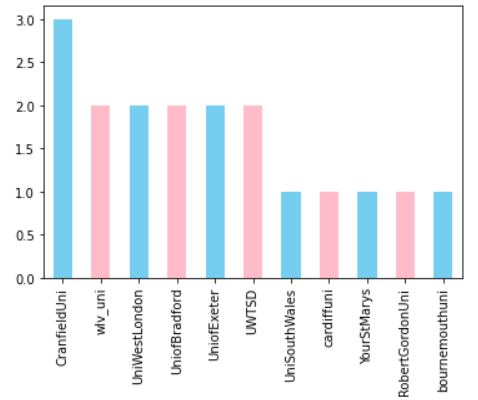 3.0
2.5
2.0
1.5
1.0
0.5
0.0
CranfieldUni
wlv_uni
UniWestLondon
UniofBradford
UniofExeter
UWTSD
UniSouthWales
cardiffuni
YourStMarys
RobertGordonUni
bournemouthuni